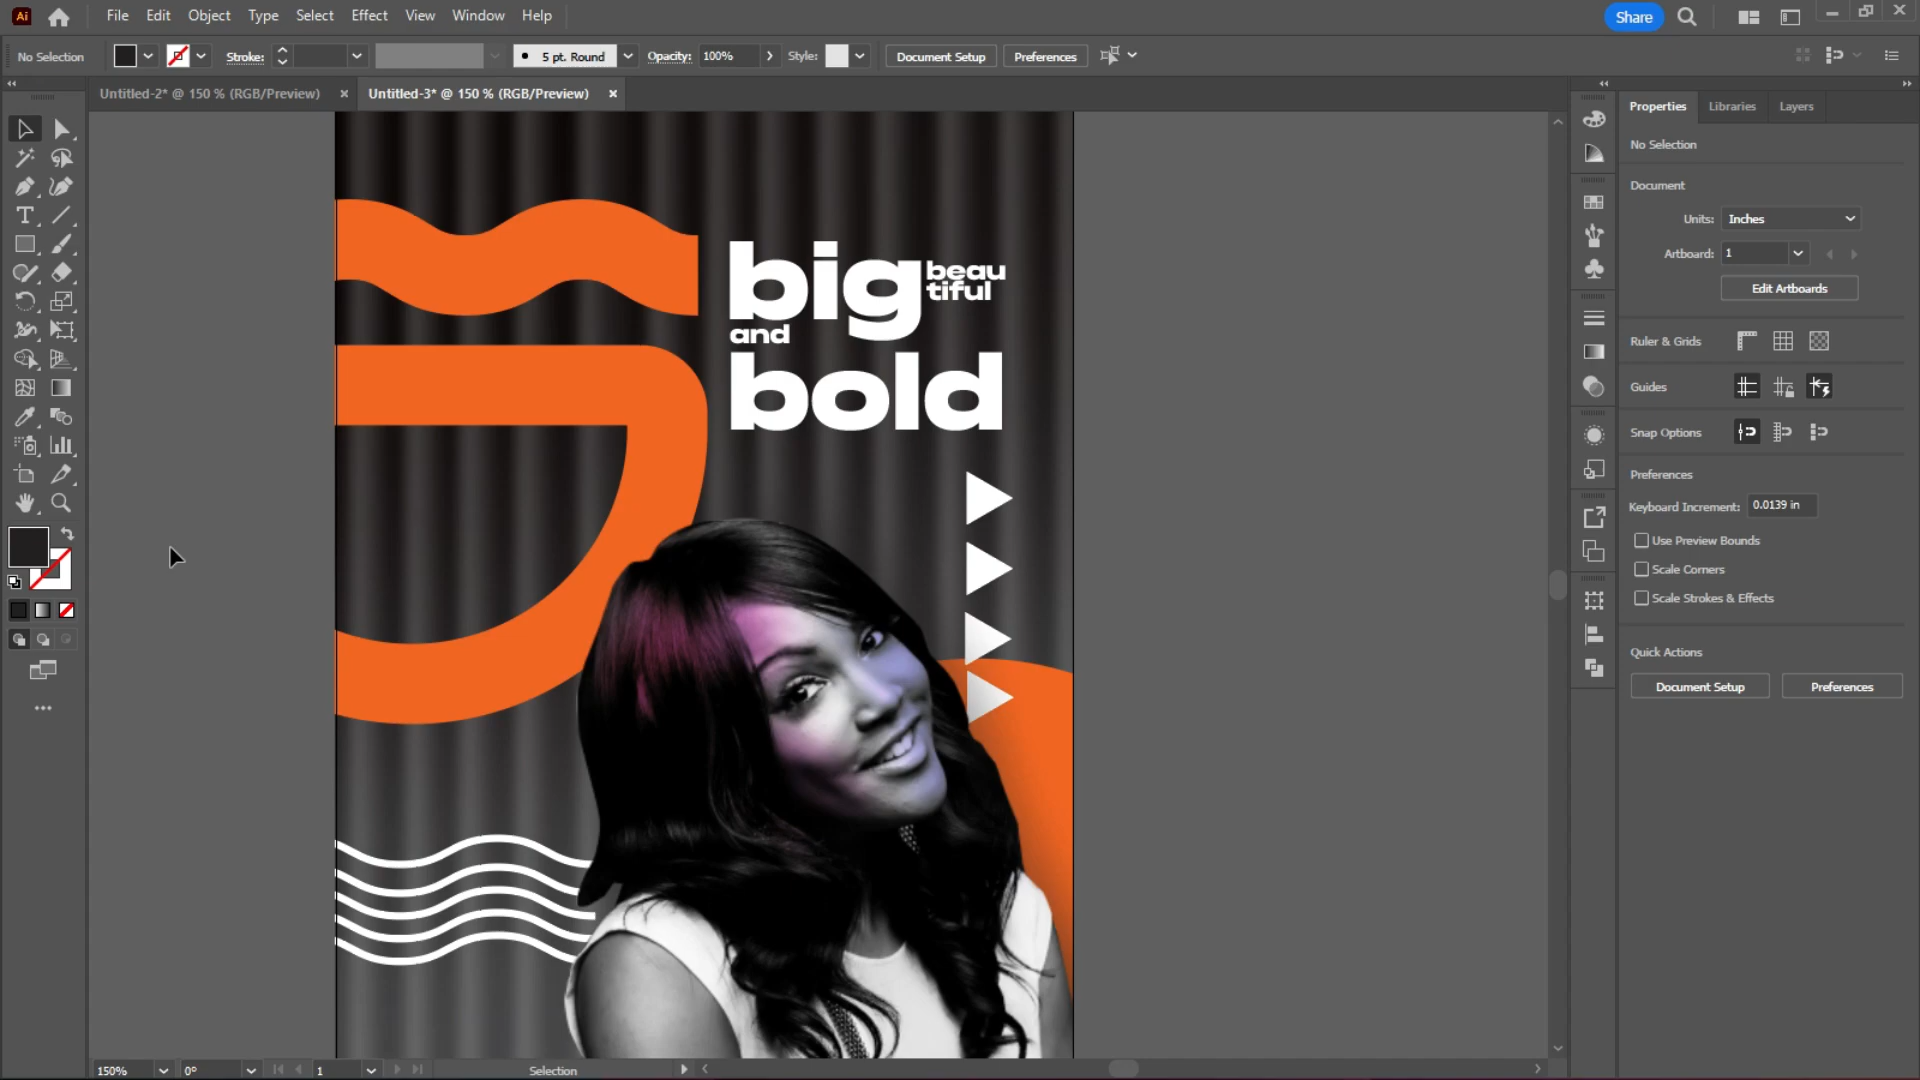 Ai File Edit Object Type Select Effect View Window Help Share
No Selection Stroke: 5 pt. Round Opacity: 100% Style: Document Setup Preferences
Untitled-2* @ 150 % (RGB/Preview) × Untitled-3* @ 150 % (RGB/Preview) ×
Properties Libraries Layers
No Selection
Document
Units: Inches
Artboard: 1
Edit Artboards
Ruler & Grids
Guides
Snap Options
Preferences
Keyboard Increment: 0.0139 in
Use Preview Bounds
Scale Corners
Scale Strokes & Effects
Quick Actions
Document Setup Preferences
big
beau
tiful
and
bold
150% 0° 1 Selection